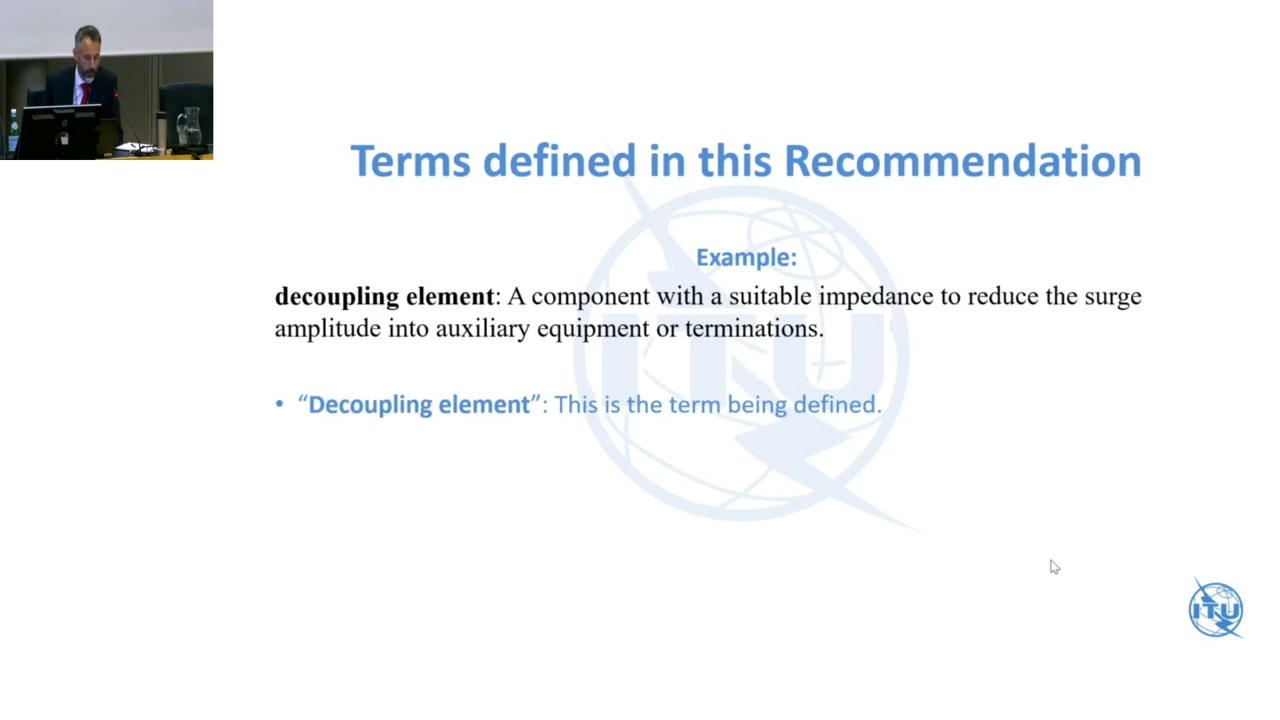 Terms defined in this Recommendation
Example:
decoupling element: A component with a suitable impedance to reduce the surge
amplitude into auxiliary equipment or terminations.
• “Decoupling element”: This is the term being defined.
ITU
ITU